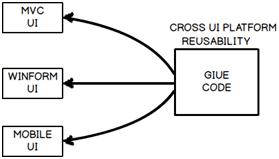 MVC
UI
CROSS UI PLATFORM
REUSABILITY
WINFORM
UI
GIUE
CODE
MOBILE
UI